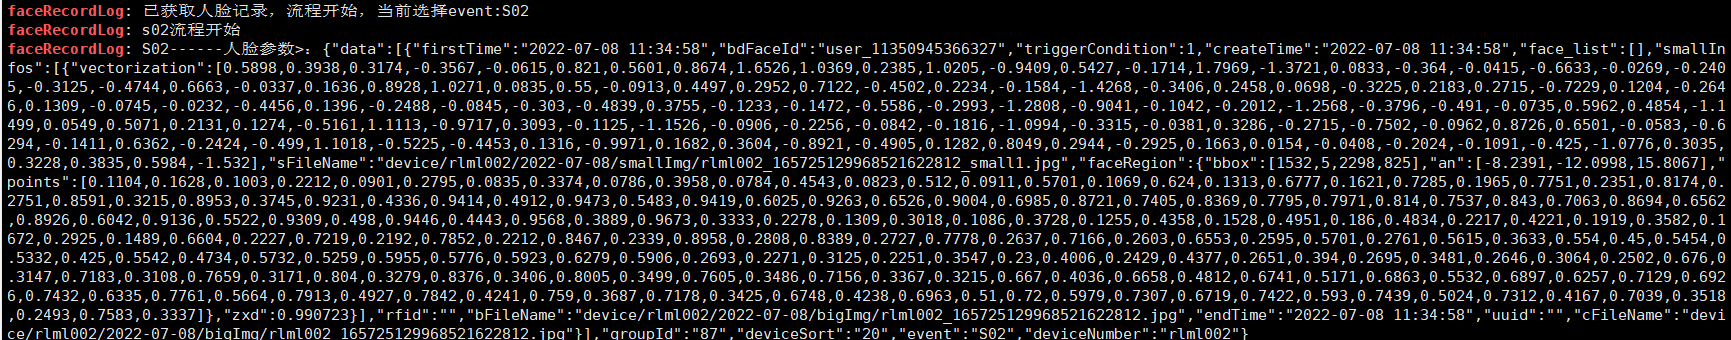 faceRecordLog: 已获取人脸记录，流程开始，当前选择event:S02
faceRecordLog: s02流程开始
faceRecordLog: S02------人脸参数>: {"data":[{"firstTime":"2022-07-08 11:34:58","bdFaceId":"user_11350945366327","triggerCondition":1,"createTime":"2022-07-08 11:34:58","face_list":[],"smallIn
fos":[{"vectorization":[0.5898,0.3938,0.3174,-0.3567,-0.0615,0.821,0.5601,0.8674,1.6526,1.0369,0.2385,1.0205,-0.9409,0.5427,-0.1714,1.7969,-1.3721,0.0833,-0.364,-0.0415,-0.6633,-0.0269,-0.240
5,-0.3125,-0.4744,0.6663,-0.0337,0.1636,0.8928,1.0271,0.0835,0.55,-0.0913,0.4497,0.2952,0.7122,-0.4502,0.2234,-0.1584,-1.4268,-0.3406,0.2458,0.0698,-0.3225,0.2183,0.2715,-0.7229,0.1204,-0.264
6,0.1309,-0.0745,-0.0232,-0.4456,0.1396,-0.2488,-0.0845,-0.303,-0.4839,0.3755,-0.1233,-0.1472,-0.5586,-0.2993,-1.2808,-0.9041,-0.1042,-0.2012,-1.2568,-0.3796,-0.491,-0.0735,0.5962,0.4854,-1.1
499,0.0549,0.5071,0.2131,0.1274,-0.5161,1.1113,-0.9717,0.3093,-0.1125,-1.1526,-0.0906,-0.2256,-0.0842,-0.1816,-1.0994,-0.3315,-0.0381,0.3286,-0.2715,-0.7502,-0.0962,0.8726,0.6501,-0.0583,-0.6
294,-0.1411,0.6362,-0.2424,-0.499,1.1018,-0.5225,-0.4453,0.1316,-0.9971,0.1682,0.3604,-0.8921,-0.4905,0.1282,0.8049,0.2944,-0.2925,0.1663,0.0154,-0.0408,-0.2024,-0.1091,-0.425,-1.0776,0.3035,
0.3228,0.3835,0.5984,-1.532],"sFileName":"device/rlml002/2022-07-08/smallImg/rlml002_165725129968521622812_small1.jpg","faceRegion":{"bbox":[1532,5,2298,825],"an":[-8.2391,-12.0998,15.8067],"
points":[0.1104,0.1628,0.1003,0.2212,0.0901,0.2795,0.0835,0.3374,0.0786,0.3958,0.0784,0.4543,0.0823,0.512,0.0911,0.5701,0.1069,0.624,0.1313,0.6777,0.1621,0.7285,0.1965,0.7751,0.2351,0.8174,0.
2751,0.8591,0.3215,0.8953,0.3745,0.9231,0.4336,0.9414,0.4912,0.9473,0.5483,0.9419,0.6025,0.9263,0.6526,0.9004,0.6985,0.8721,0.7405,0.8369,0.7795,0.7971,0.814,0.7537,0.843,0.7063,0.8694,0.6562
,0.8926,0.6042,0.9136,0.5522,0.9309,0.498,0.9446,0.4443,0.9568,0.3889,0.9673,0.3333,0.2278,0.1309,0.3018,0.1086,0.3728,0.1255,0.4358,0.1528,0.4951,0.186,0.4834,0.2217,0.4221,0.1919,0.3582,0.1
672,0.2925,0.1489,0.6604,0.2227,0.7219,0.2192,0.7852,0.2212,0.8467,0.2339,0.8958,0.2808,0.8389,0.2727,0.7778,0.2637,0.7166,0.2603,0.6553,0.2595,0.5701,0.2761,0.5615,0.3633,0.554,0.45,0.5454,0
.5332,0.425,0.5542,0.4734,0.5732,0.5259,0.5955,0.5776,0.5923,0.6279,0.5906,0.2693,0.2271,0.3125,0.2251,0.3547,0.23,0.4006,0.2429,0.4377,0.2651,0.394,0.2695,0.3481,0.2646,0.3064,0.2502,0.676,0
.3147,0.7183,0.3108,0.7659,0.3171,0.804,0.3279,0.8376,0.3406,0.8005,0.3499,0.7605,0.3486,0.7156,0.3367,0.3215,0.667,0.4036,0.6658,0.4812,0.6741,0.5171,0.6863,0.5532,0.6897,0.6257,0.7129,0.692
6,0.7432,0.6335,0.7761,0.5664,0.7913,0.4927,0.7842,0.4241,0.759,0.3687,0.7178,0.3425,0.6748,0.4238,0.6963,0.51,0.72,0.5979,0.7307,0.6719,0.7422,0.593,0.7439,0.5024,0.7312,0.4167,0.7039,0.3518
,0.2493,0.7583,0.3337]},"zxd":0.990723}],"rfid":"","bFileName":"device/rlml002/2022-07-08/bigImg/rlml002_165725129968521622812.jpg","endTime":"2022-07-08 11:34:58","uuid":"","cFileName":"devi
ce/rlml002/2022-07-08/bigImg/rlml002_165725129968521622812.jpg"}],"groupId":"87","deviceSort":"20","event":"S02","deviceNumber":"rlml002"}